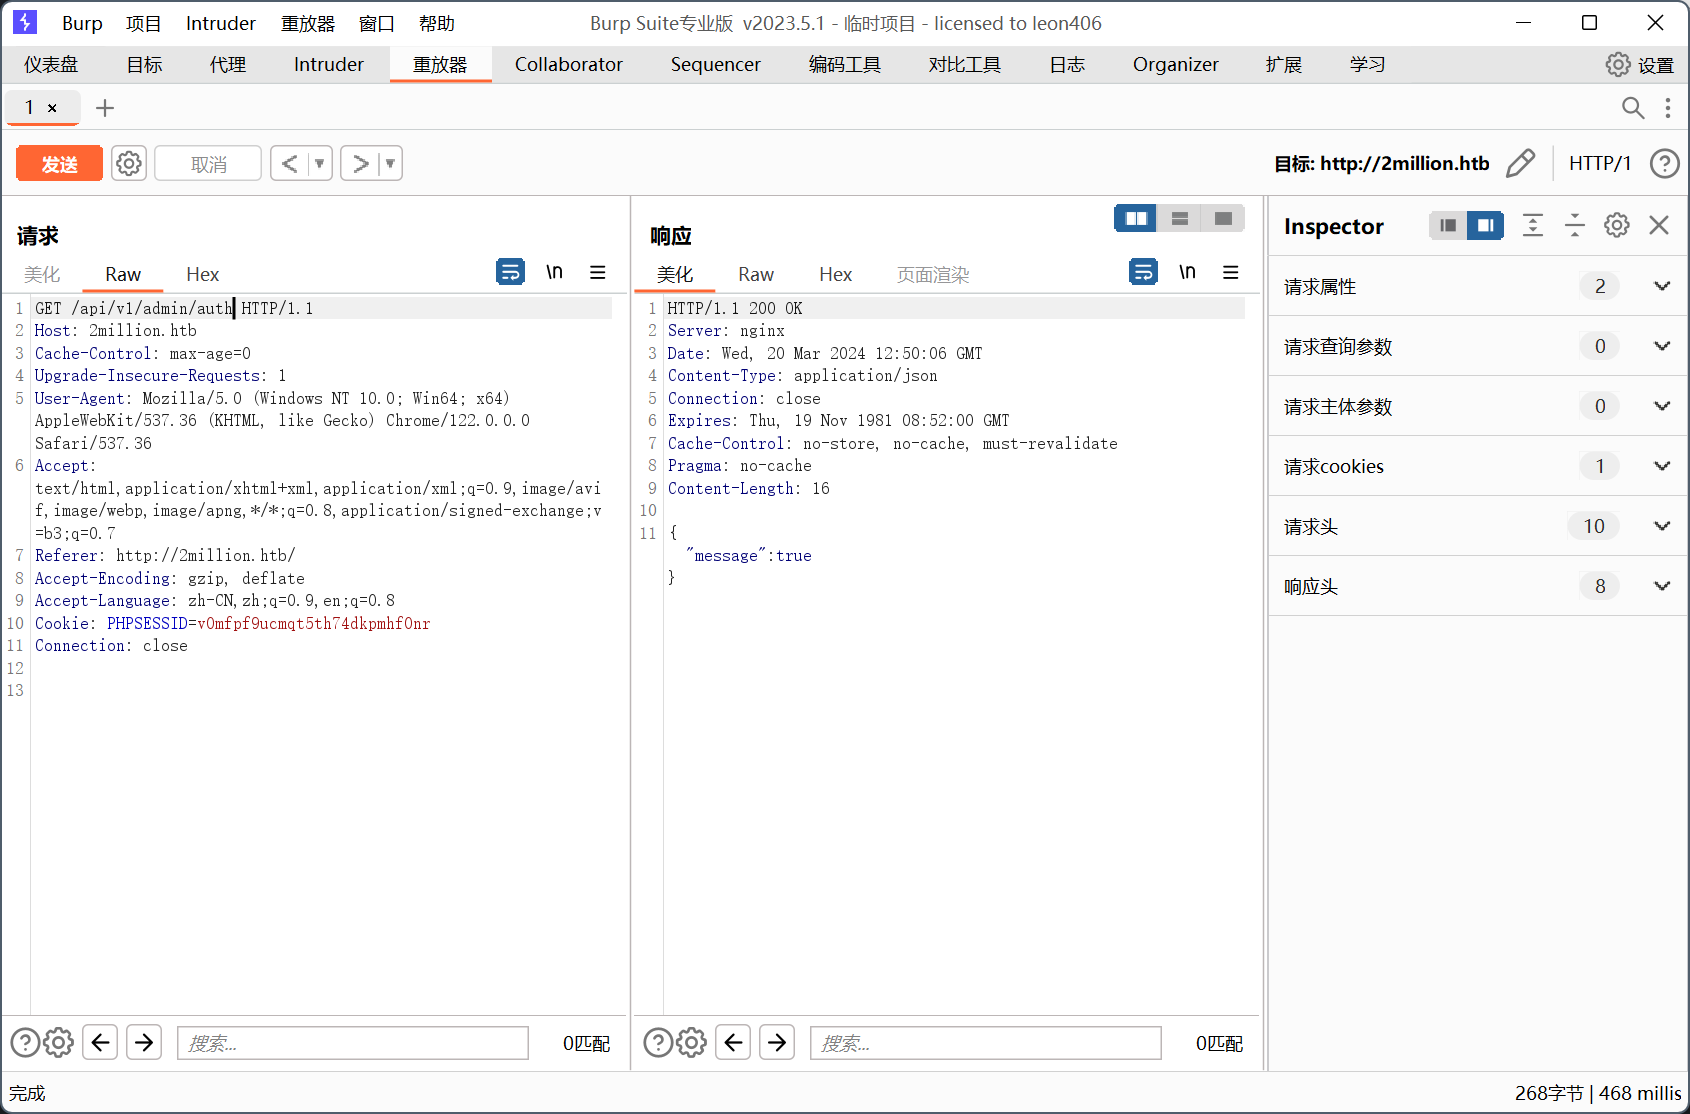 Burp 项目 Intruder 重放器 窗口 帮助 Burp Suite专业版 v2023.5.1 - 临时项目 - licensed to leon406
仪表盘 目标 代理 Intruder 重放器 Collaborator Sequencer 编码工具 对比工具 日志 Organizer 扩展 学习 设置
1 ×
发送 取消 < > 目标: http://2million.htb HTTP/1
请求
美化 Raw Hex \n
1 GET /api/v1/admin/auth HTTP/1.1
2 Host: 2million.htb
3 Cache-Control: max-age=0
4 Upgrade-Insecure-Requests: 1
5 User-Agent: Mozilla/5.0 (Windows NT 10.0; Win64; x64)
AppleWebKit/537.36 (KHTML, like Gecko) Chrome/122.0.0.0
Safari/537.36
6 Accept:
text/html,application/xhtml+xml,application/xml;q=0.9,image/avi
f,image/webp,image/apng,*/*;q=0.8,application/signed-exchange;v
=b3;q=0.7
7 Referer: http://2million.htb/
8 Accept-Encoding: gzip, deflate
9 Accept-Language: zh-CN,zh;q=0.9,en;q=0.8
10 Cookie: PHPSESSID=v0mfpf9ucmqt5th74dkpmhf0nr
11 Connection: close
12
13
搜索... 0匹配
响应
美化 Raw Hex 页面渲染 \n
1 HTTP/1.1 200 OK
2 Server: nginx
3 Date: Wed, 20 Mar 2024 12:50:06 GMT
4 Content-Type: application/json
5 Connection: close
6 Expires: Thu, 19 Nov 1981 08:52:00 GMT
7 Cache-Control: no-store, no-cache, must-revalidate
8 Pragma: no-cache
9 Content-Length: 16
10
11 {
"message":true
}
搜索... 0匹配
Inspector
请求属性 2
请求查询参数 0
请求主体参数 0
请求cookies 1
请求头 10
响应头 8
完成 268字节 | 468 millis